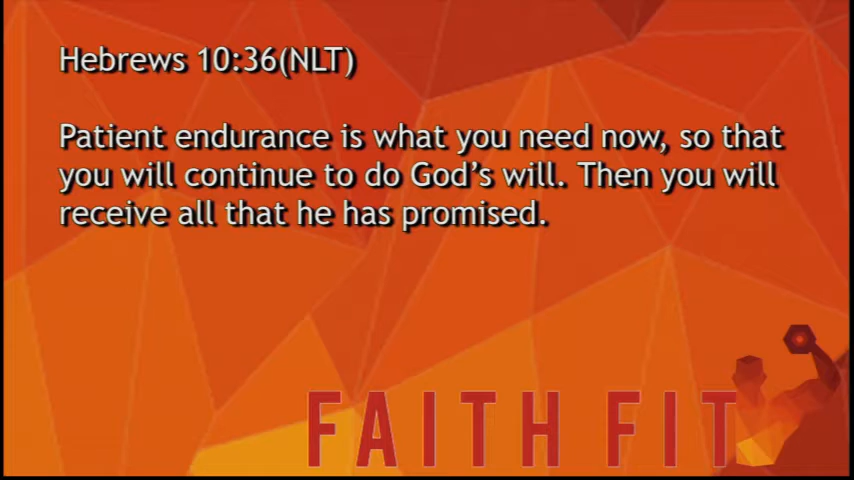 Hebrews 10:36(NLT)
Patient endurance is what you need now, so that
you will continue to do God's will. Then you will
receive all that he has promised.
FAITH FIT